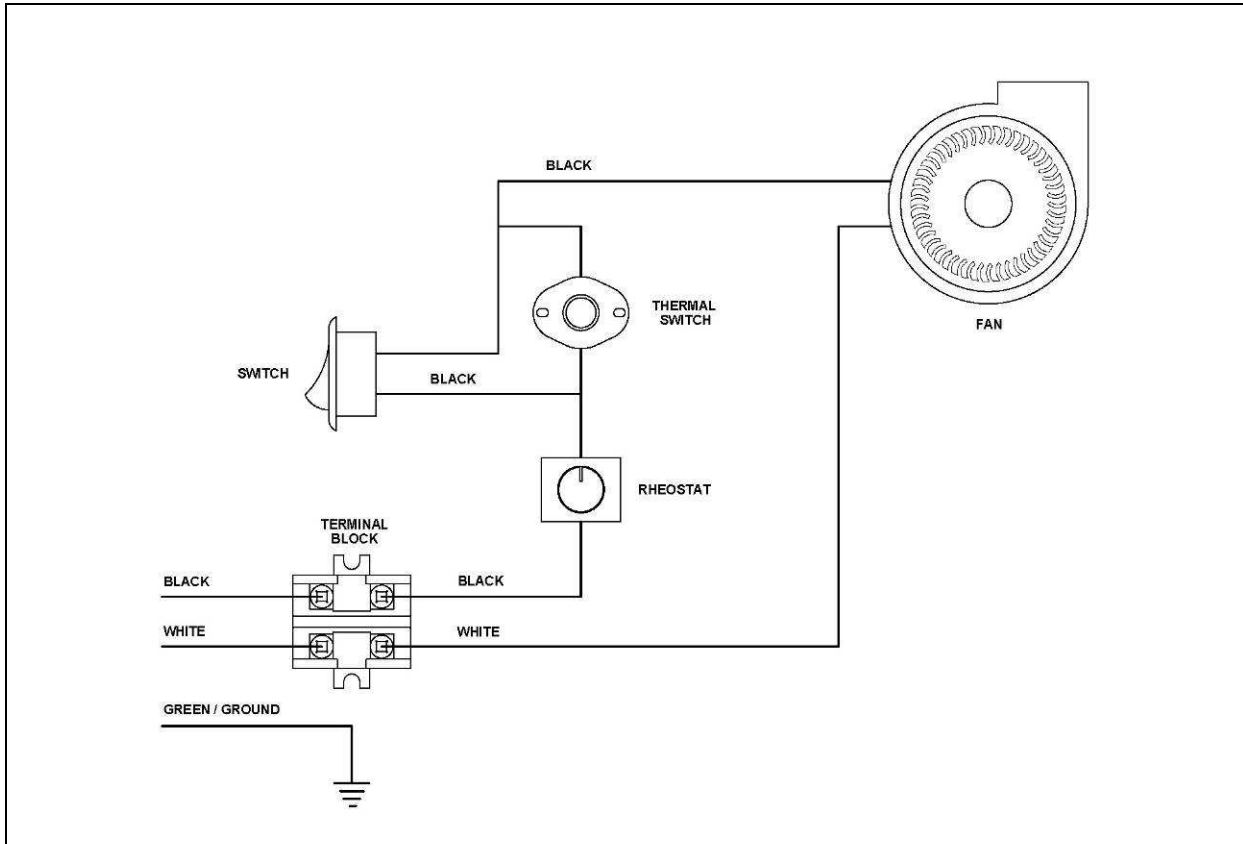 BLACK
THERMAL
SWITCH
FAN
SWITCH
BLACK
RHEOSTAT
TERMINAL
BLOCK
BLACK
BLACK
WHITE
WHITE
GREEN / GROUND